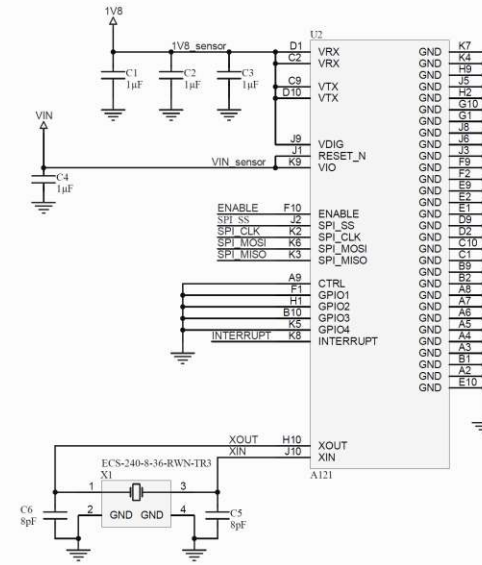 1V8
U2
1V8_sensor D1 VRX GND K7
C2 VRX GND K4
GND H9
C1 1µF C2 1µF C3 1µF
C9 VTX GND J5
D10 VTX GND H2
GND G10
GND G1
GND J8
VIN
J9 VDIG GND J6
J1 RESET_N GND J3
VIN_sensor K9 VIO GND F9
GND F2
C4 1µF
GND E9
GND E2
ENABLE F10 ENABLE GND E1
SPI_SS J2 SPI_SS GND D9
SPI_CLK K2 SPI_CLK GND D2
SPI_MOSI K6 SPI_MOSI GND C10
SPI_MISO K3 SPI_MISO GND C1
GND B9
A9 CTRL GND B2
F1 GPIO1 GND A8
H1 GPIO2 GND A7
B10 GPIO3 GND A6
K5 GPIO4 GND A5
INTERRUPT K8 INTERRUPT GND A4
GND A3
GND B1
GND A2
GND E10
XOUT H10 XOUT
XIN J10 XIN
ECS-240-8-36-RWN-TR3
X1
A121
1 3
C6 8pF
2 GND GND 4
C5 8pF